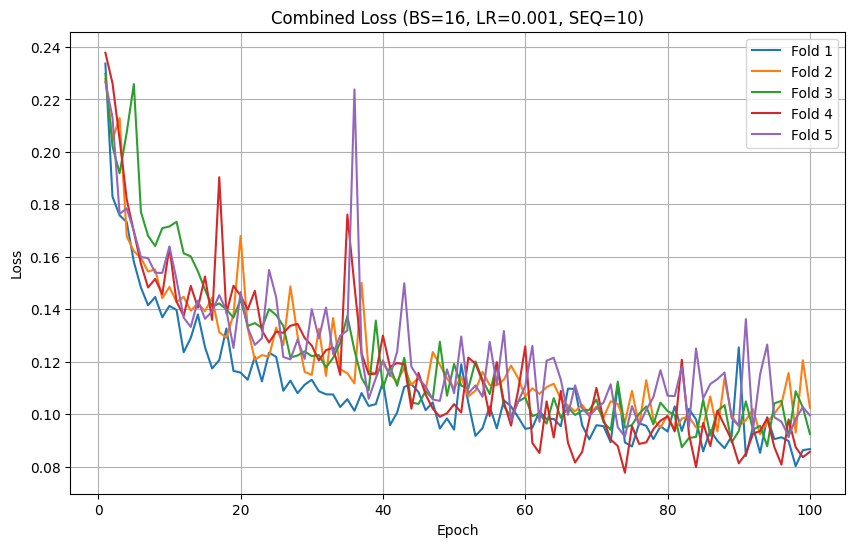 Combined Loss (BS=16, LR=0.001, SEQ=10)
0.24
0.22
0.20
0.18
0.16
0.14
0.12
0.10
0.08
Loss
Fold 1
Fold 2
Fold 3
Fold 4
Fold 5
0
20
40
60
80
100
Epoch